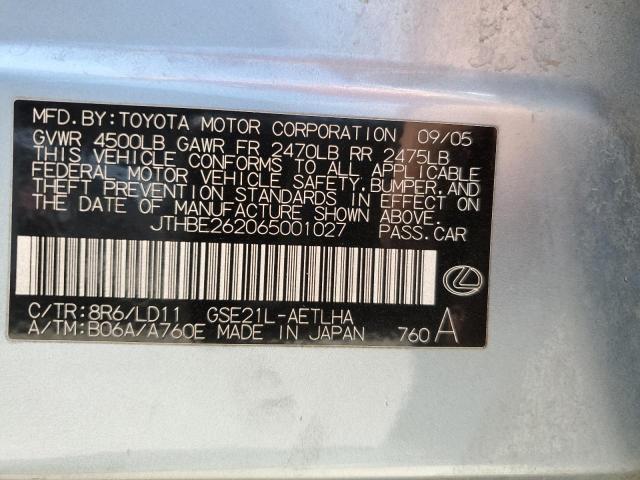 MFD.BY:TOYOTA MOTOR CORPORATION 09/05
GVWR 4500LB GAWR FR 2470LB RR 2475LB
THIS VEHICLE CONFORMS TO ALL APPLICABLE
FEDERAL MOTOR VEHICLE SAFETY,BUMPER,AND
THEFT PREVENTION STANDARDS IN EFFECT ON
THE DATE OF MANUFACTURE SHOWN ABOVE.
JTHBE262065001027 PASS.CAR
C/TR:8R6/LD11 GSE21L-AETLHA
A/TM:B06A/A760E MADE IN JAPAN 760 A